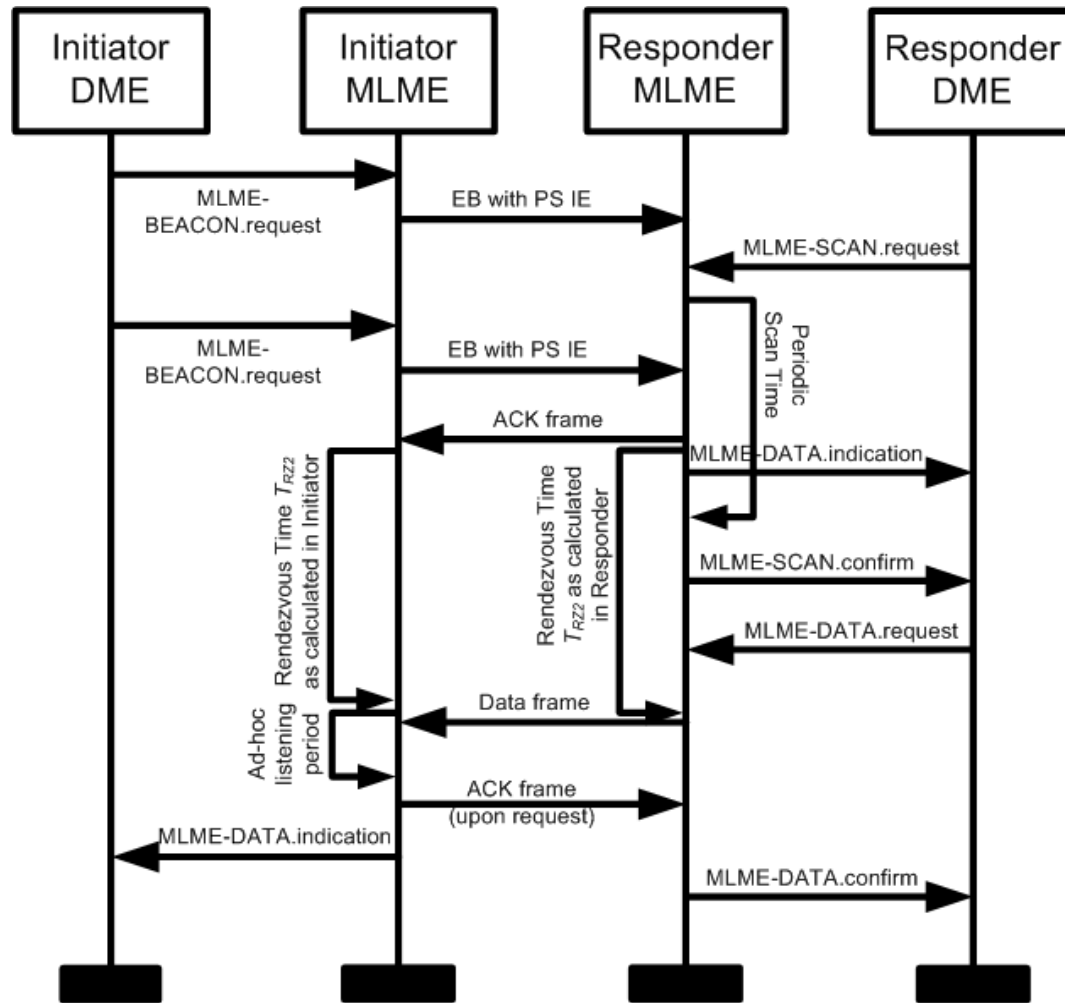 Initiator
DME
Initiator
MLME
Responder
MLME
Responder
DME
MLME-
BEACON.request
EB with PS IE
MLME-SCAN.request
Periodic
Scan Time
MLME-
BEACON.request
EB with PS IE
ACK frame
MLME-DATA.indication
Rendezvous Time TRZ2
as calculated in Initiator
Rendezvous Time
TRZ2 as calculated
in Responder
MLME-SCAN.confirm
MLME-DATA.request
Data frame
Ad-hoc
listening
period
ACK frame
(upon request)
MLME-DATA.indication
MLME-DATA.confirm